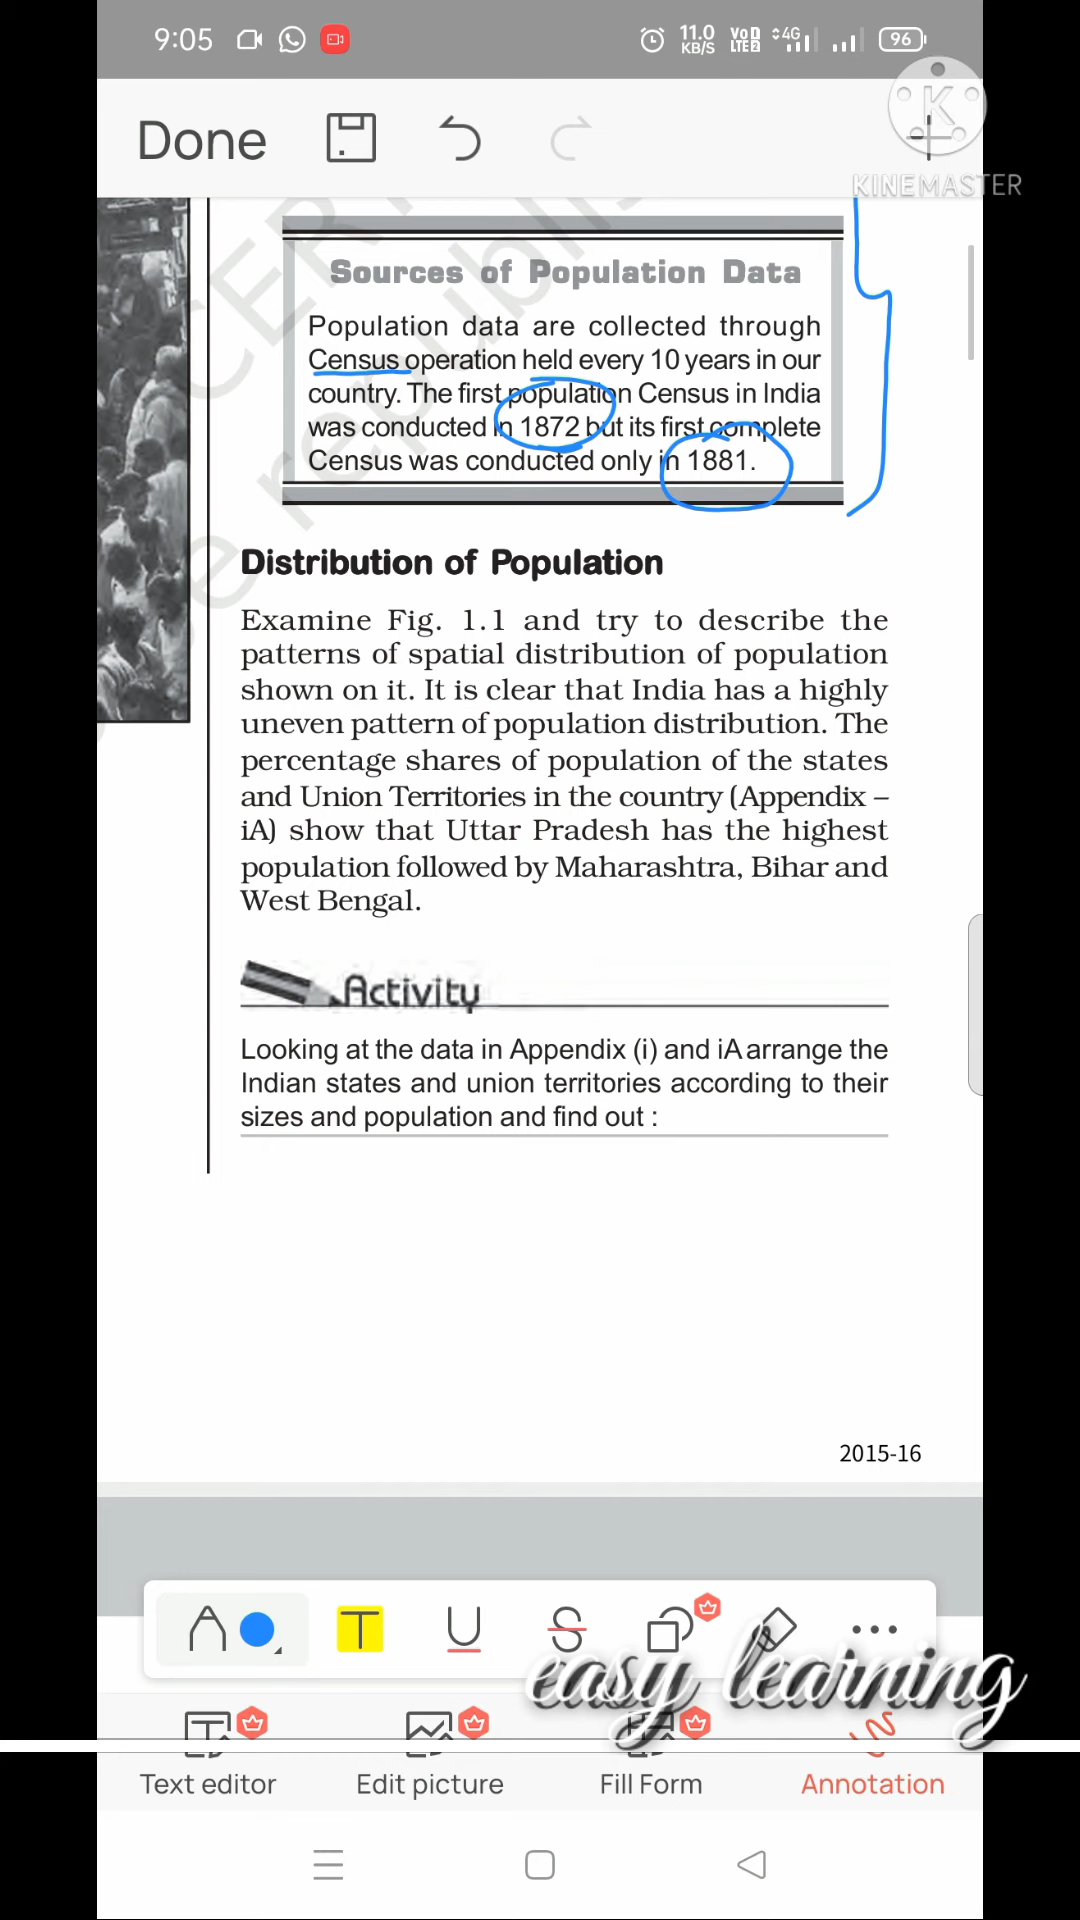 9:05
11.0
KB/S
Vo D
LTE 2
4G
96
Done
K
KINEMASTER
Sources of Population Data
Population data are collected through
Census operation held every 10 years in our
country. The first population Census in India
was conducted in 1872 but its first complete
Census was conducted only in 1881.
Distribution of Population
Examine Fig. 1.1 and try to describe the
patterns of spatial distribution of population
shown on it. It is clear that India has a highly
uneven pattern of population distribution. The
percentage shares of population of the states
and Union Territories in the country (Appendix –
iA) show that Uttar Pradesh has the highest
population followed by Maharashtra, Bihar and
West Bengal.
Activity
Looking at the data in Appendix (i) and iA arrange the
Indian states and union territories according to their
sizes and population and find out :
2015-16
T
U
S
easy learning
Text editor
Edit picture
Fill Form
Annotation